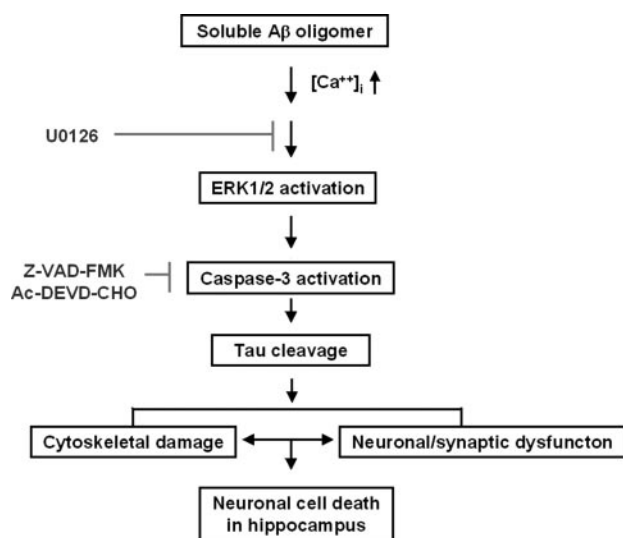 Soluble Aβ oligomer
[Ca⁺⁺]ᵢ
U0126
ERK1/2 activation
Z-VAD-FMK
Ac-DEVD-CHO
Caspase-3 activation
Tau cleavage
Cytoskeletal damage
Neuronal/synaptic dysfuncton
Neuronal cell death
in hippocampus